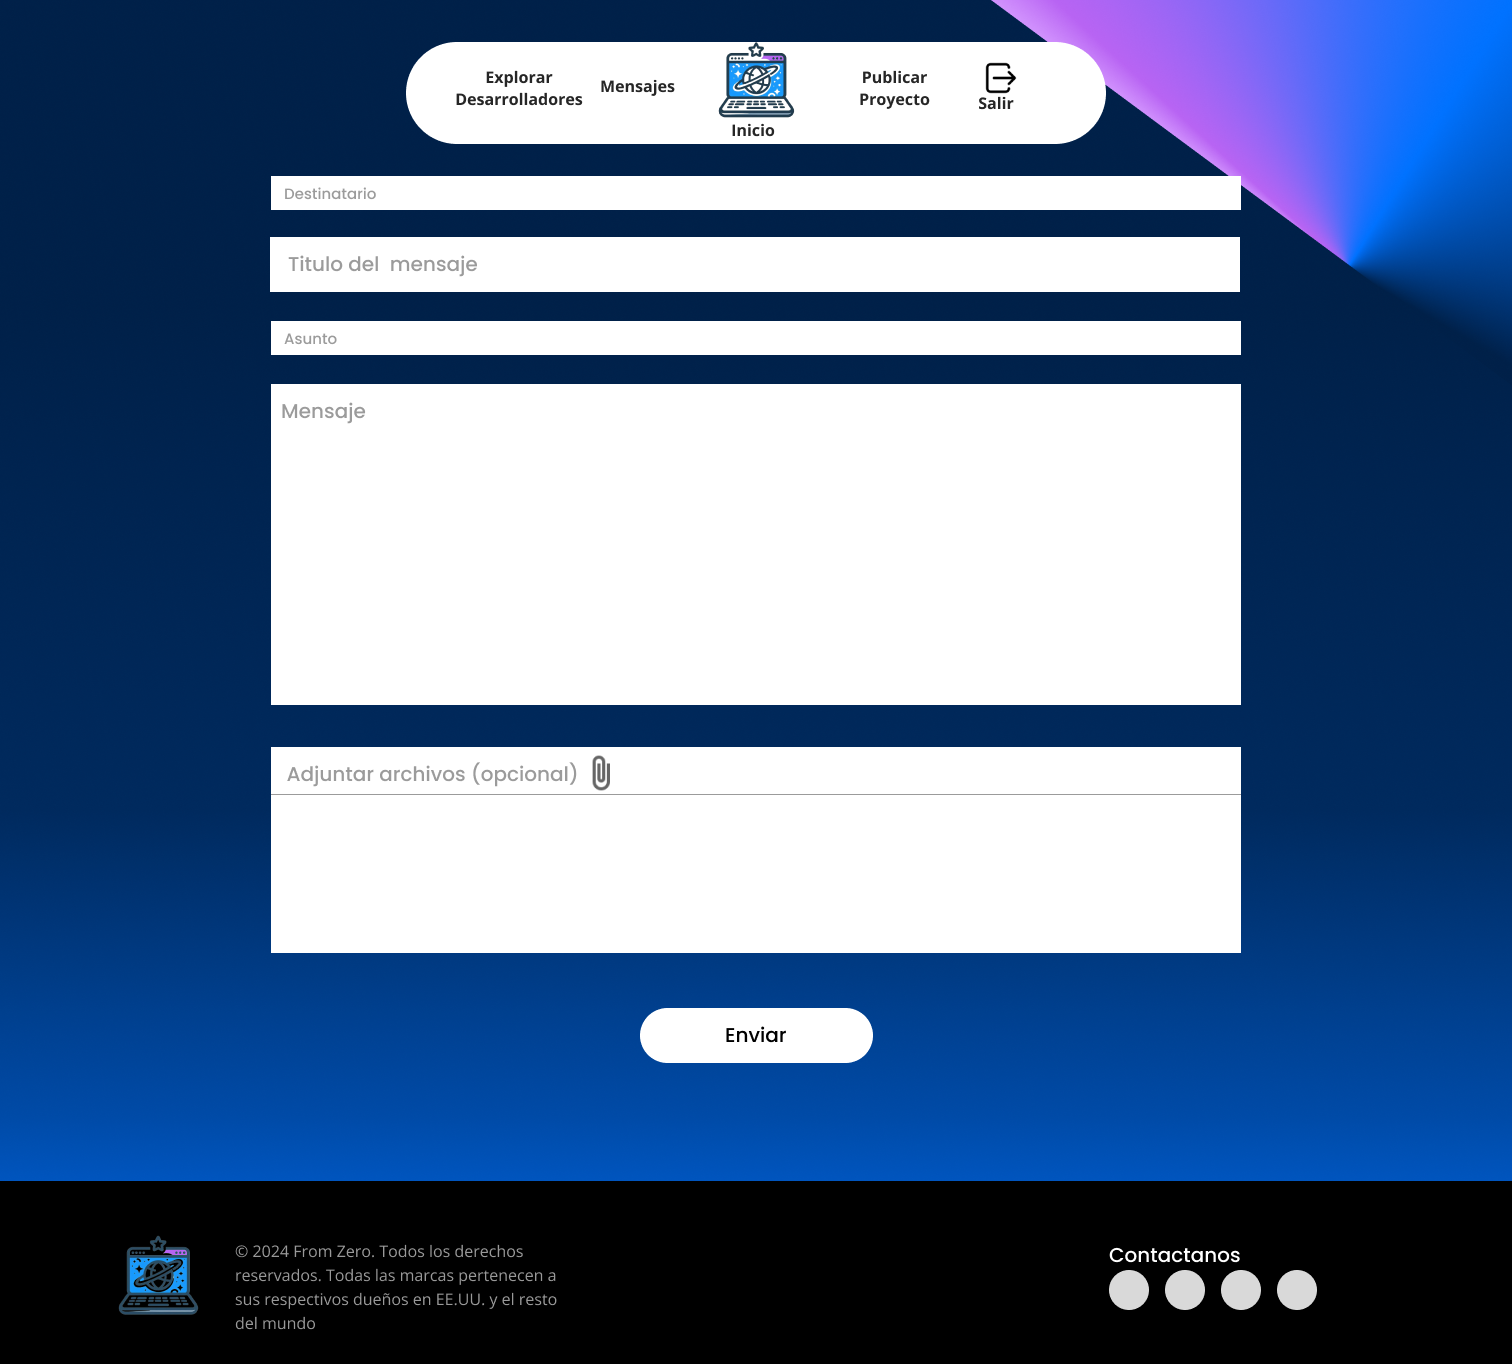 Explorar
Desarrolladores
Mensajes
Inicio
Publicar
Proyecto
Salir
Destinatario
Titulo del  mensaje
Asunto
Mensaje
Adjuntar archivos (opcional)
Enviar
© 2024 From Zero. Todos los derechos
reservados. Todas las marcas pertenecen a
sus respectivos dueños en EE.UU. y el resto
del mundo
Contactanos